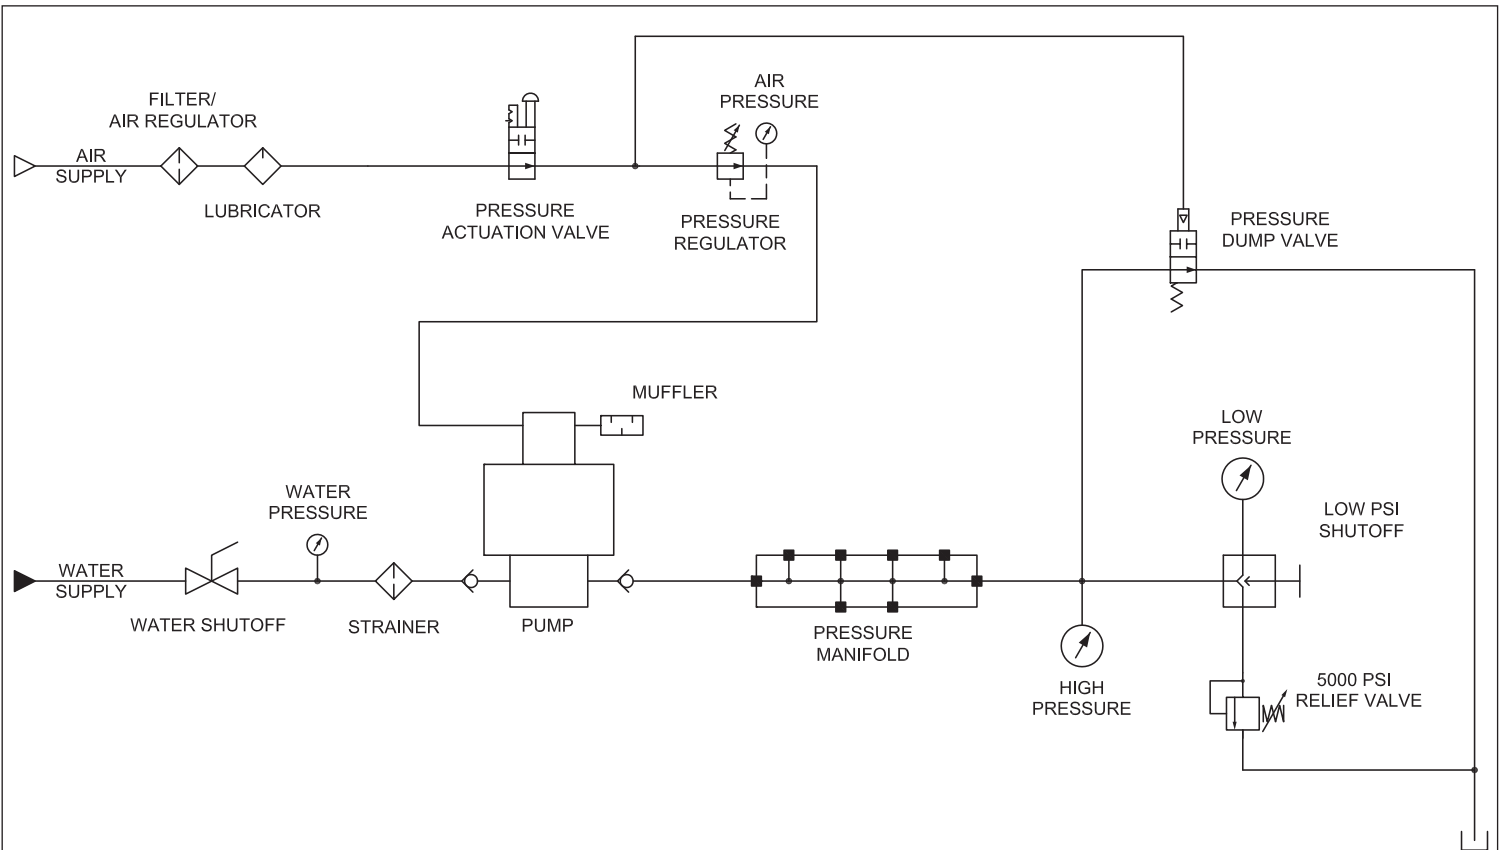 FILTER/
AIR REGULATOR
AIR
SUPPLY
LUBRICATOR
PRESSURE
ACTUATION VALVE
AIR
PRESSURE
PRESSURE
REGULATOR
PRESSURE
DUMP VALVE
MUFFLER
LOW
PRESSURE
LOW PSI
SHUTOFF
WATER
PRESSURE
WATER
SUPPLY
WATER SHUTOFF
STRAINER
PUMP
PRESSURE
MANIFOLD
HIGH
PRESSURE
5000 PSI
RELIEF VALVE